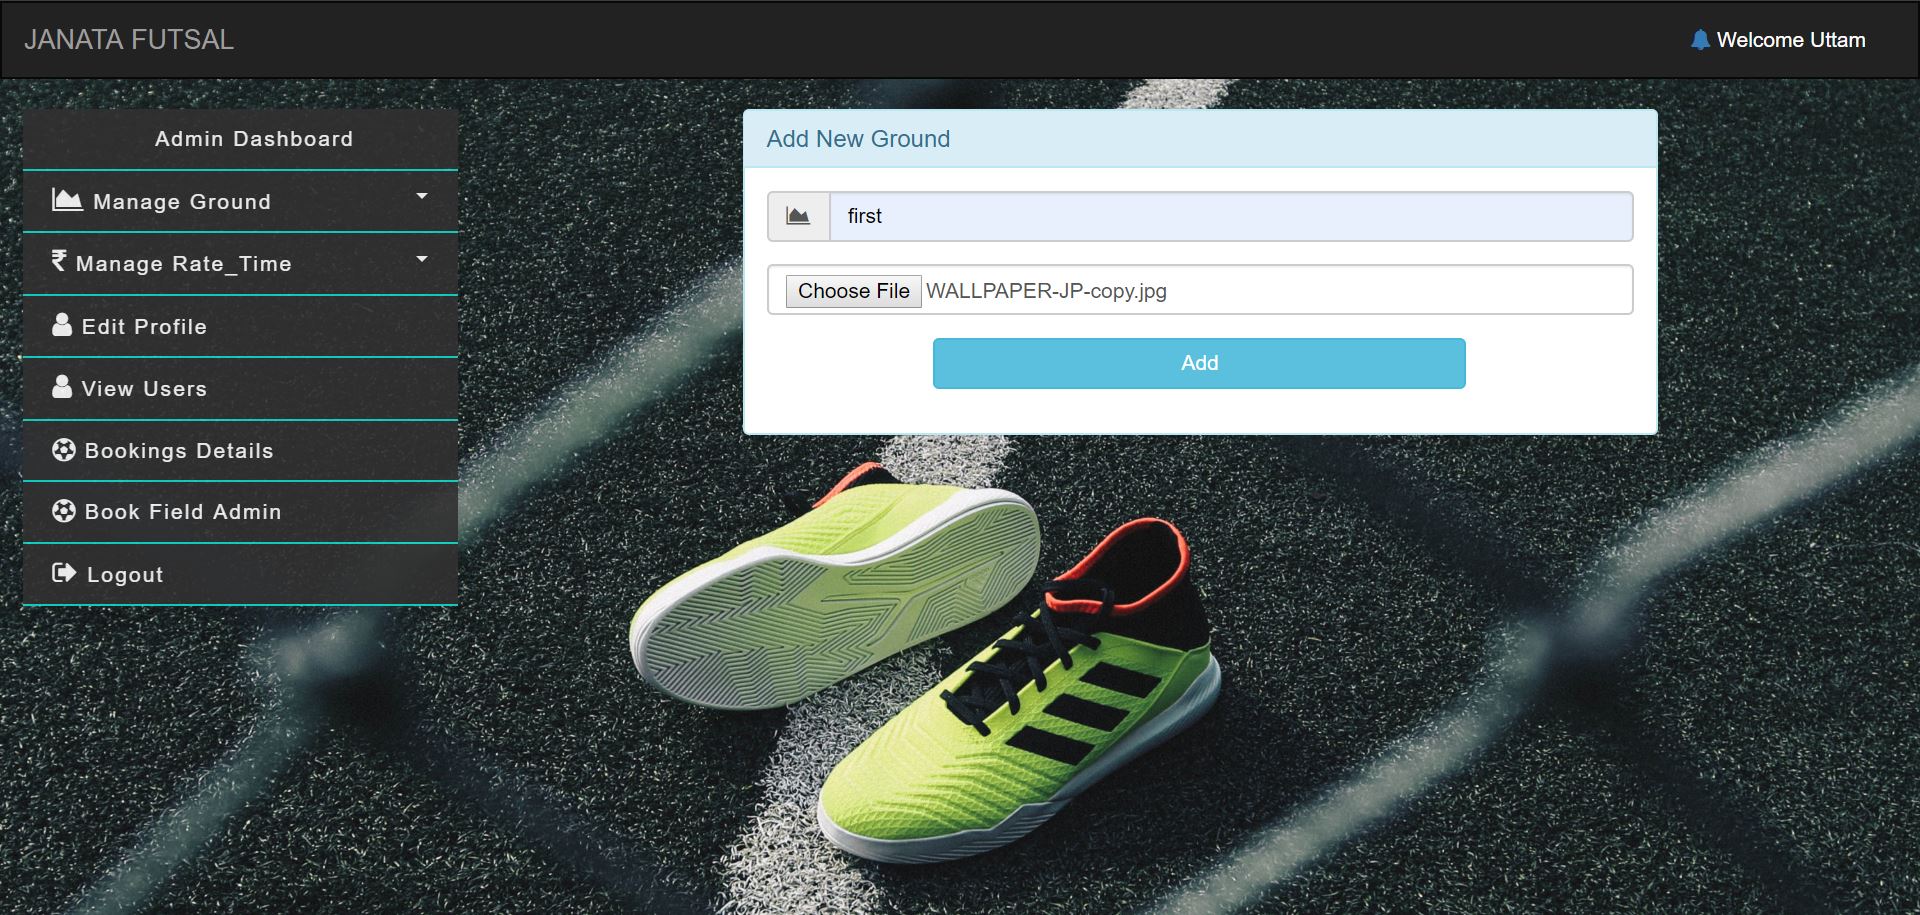 JANATA FUTSAL
Welcome Uttam
Admin Dashboard
Manage Ground
Manage Rate_Time
Edit Profile
View Users
Bookings Details
Book Field Admin
Logout
Add New Ground
first
Choose File WALLPAPER-JP-copy.jpg
Add